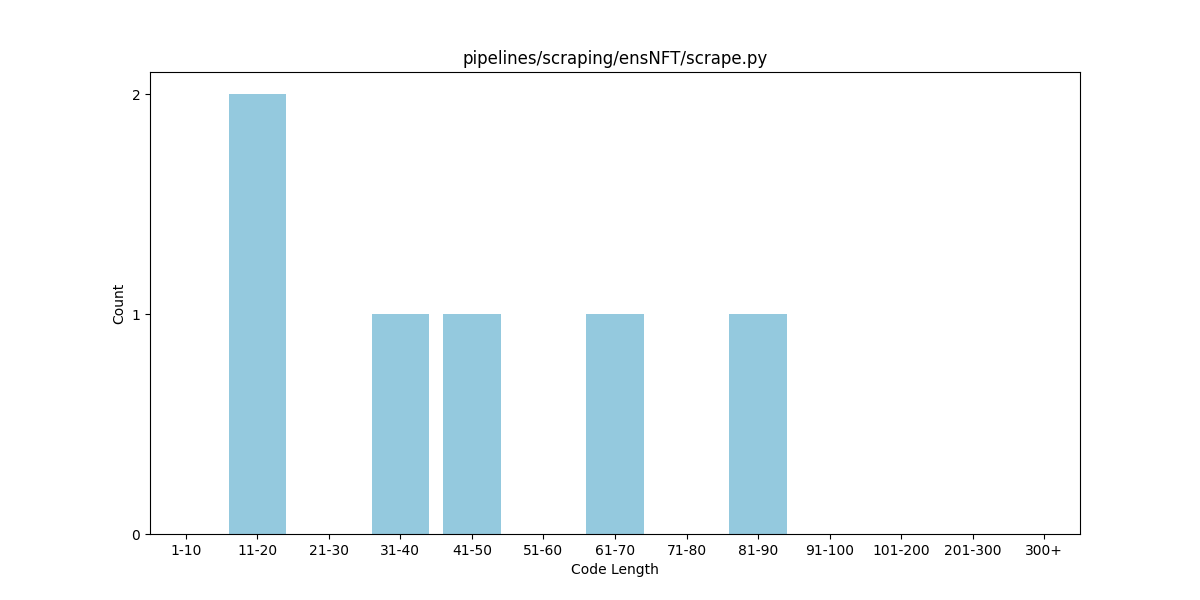 pipelines/scraping/ensNFT/scrape.py
2
1
0
Count
1-10 11-20 21-30 31-40 41-50 51-60 61-70 71-80 81-90 91-100 101-200 201-300 300+
Code Length